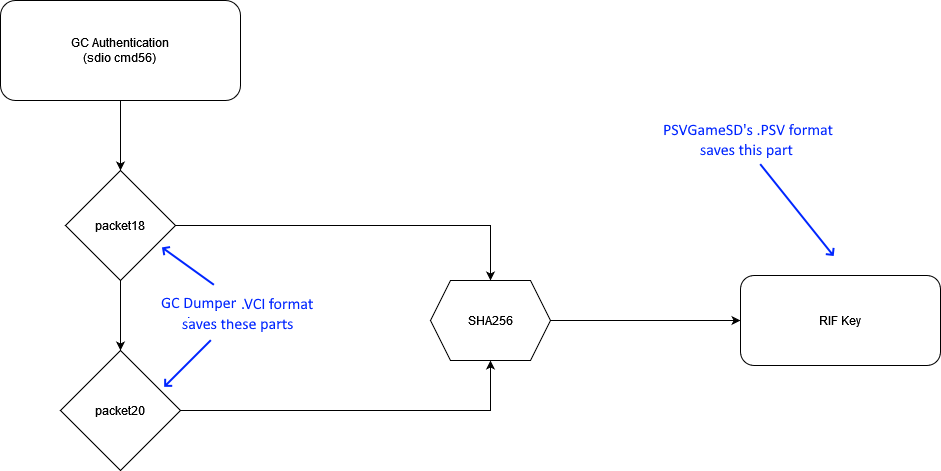 GC Authentication
(sdio cmd56)
PSVGameSD's .PSV format
saves this part
packet18
GC Dumper .VCI format
saves these parts
SHA256
RIF Key
packet20